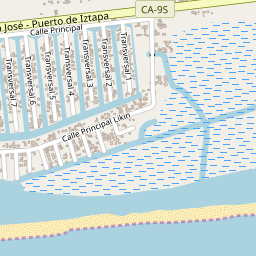 CA-9S
José - Puerto de Iztapa
Calle Principal
Transversal 1
Transversal 2
Transversal 3
Transversal 4
Transversal 5
Transversal 6
Transversal 7
Calle Principal Likin